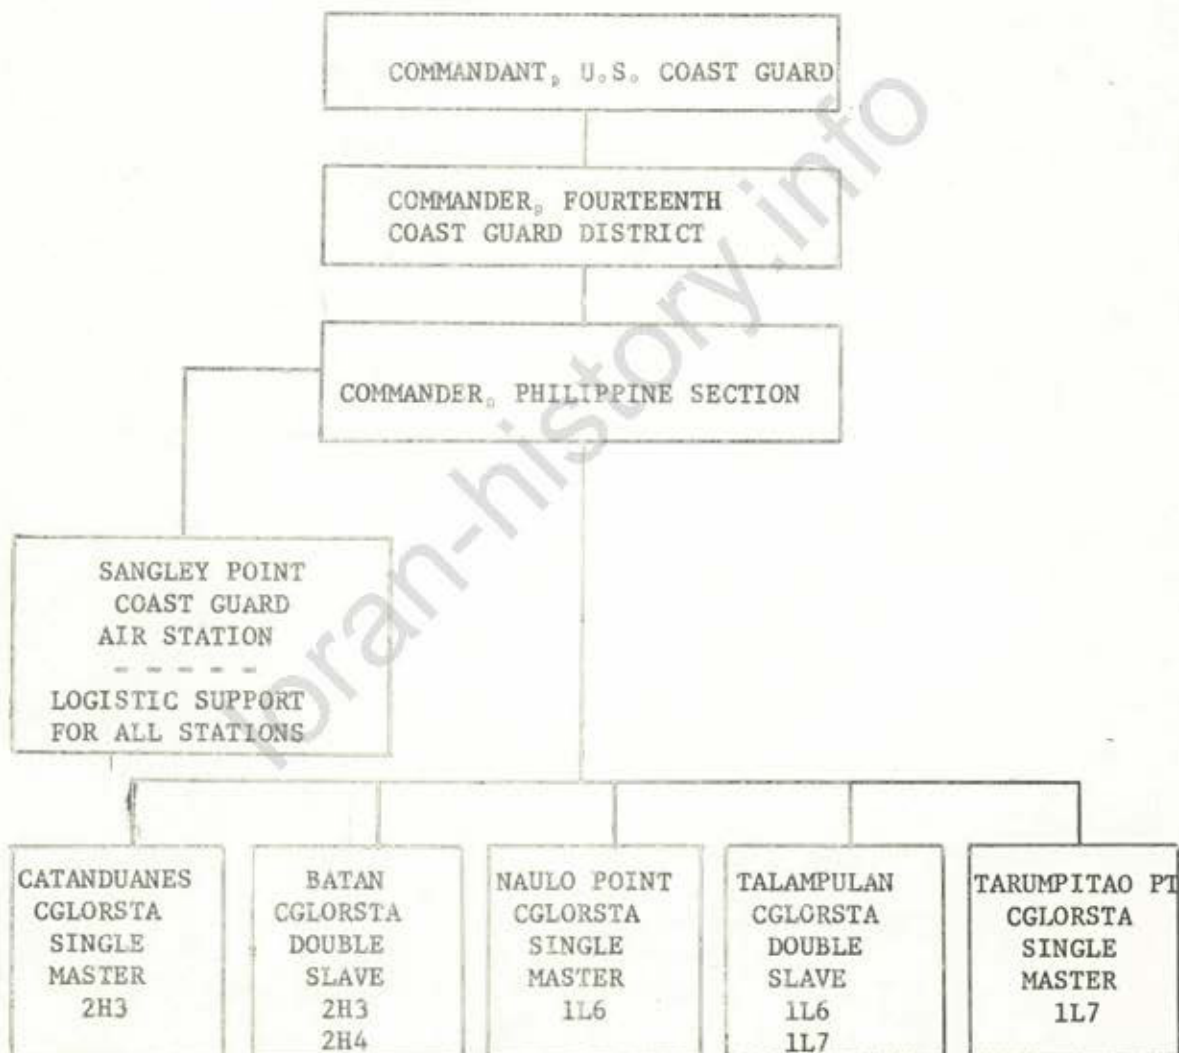 COMMANDANT, U.S. COAST GUARD
COMMANDER, FOURTEENTH
COAST GUARD DISTRICT
COMMANDER, PHILIPPINE SECTION
SANGLEY POINT
COAST GUARD
AIR STATION
- - - - -
LOGISTIC SUPPORT
FOR ALL STATIONS
CATANDUANES
CGLORSTA
SINGLE
MASTER
2H3
BATAN
CGLORSTA
DOUBLE
SLAVE
2H3
2H4
NAULO POINT
CGLORSTA
SINGLE
MASTER
1L6
TALAMPULAN
CGLORSTA
DOUBLE
SLAVE
1L6
1L7
TARUMPITAO PT
CGLORSTA
SINGLE
MASTER
1L7
loran-history.info